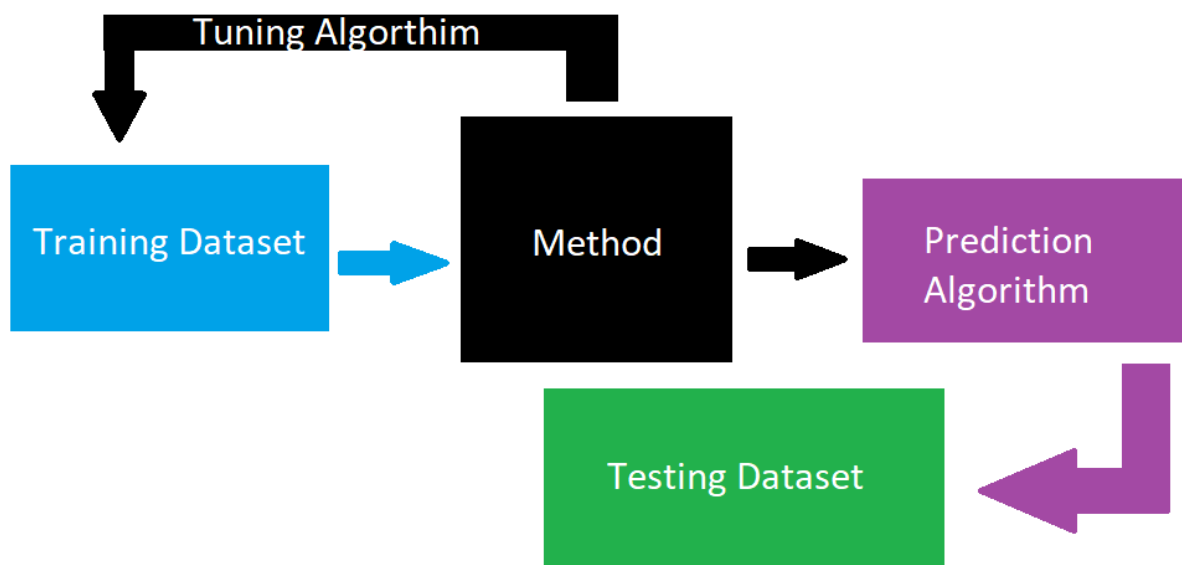 Tuning Algorthim
Training Dataset
Method
Prediction
Algorithm
Testing Dataset